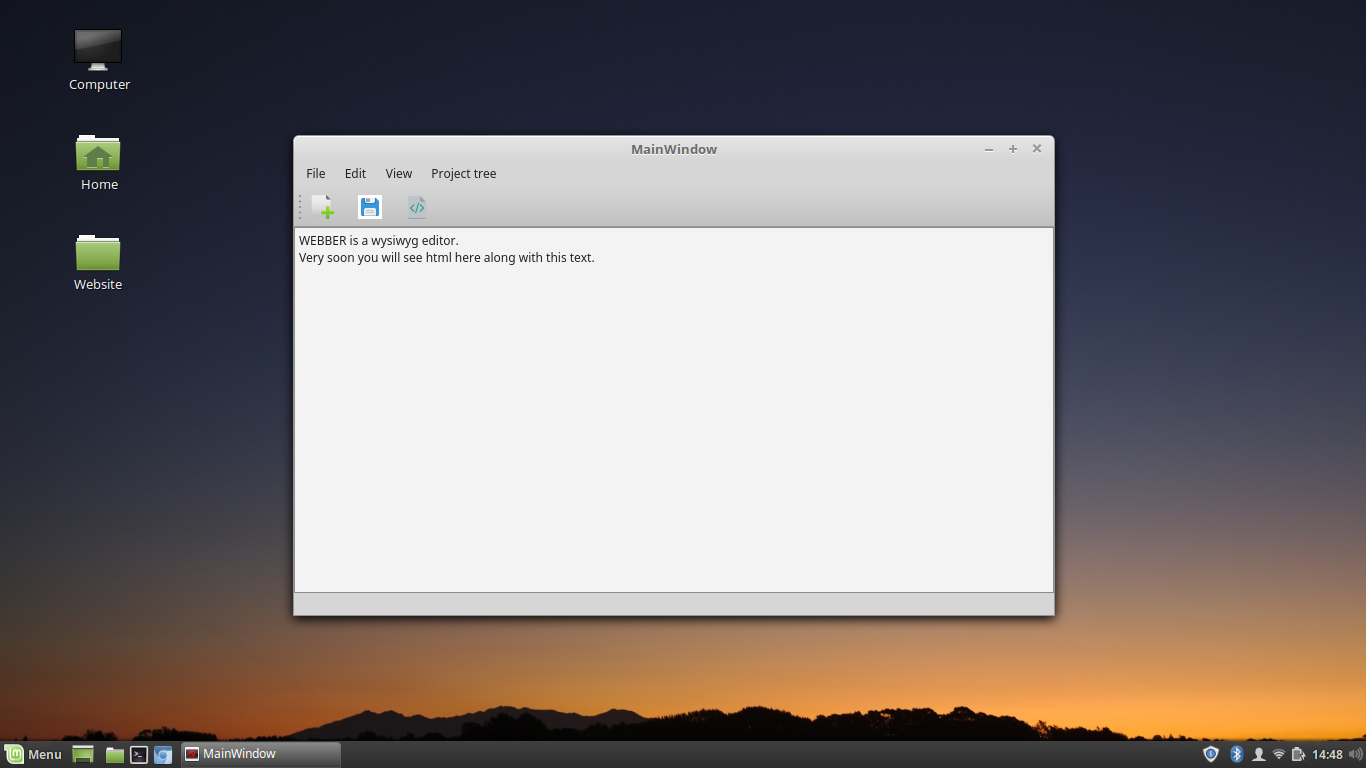 Computer
Home
Website
MainWindow
File Edit View Project tree
WEBBER is a wysiwyg editor.
Very soon you will see html here along with this text.
Menu MainWindow 14:48